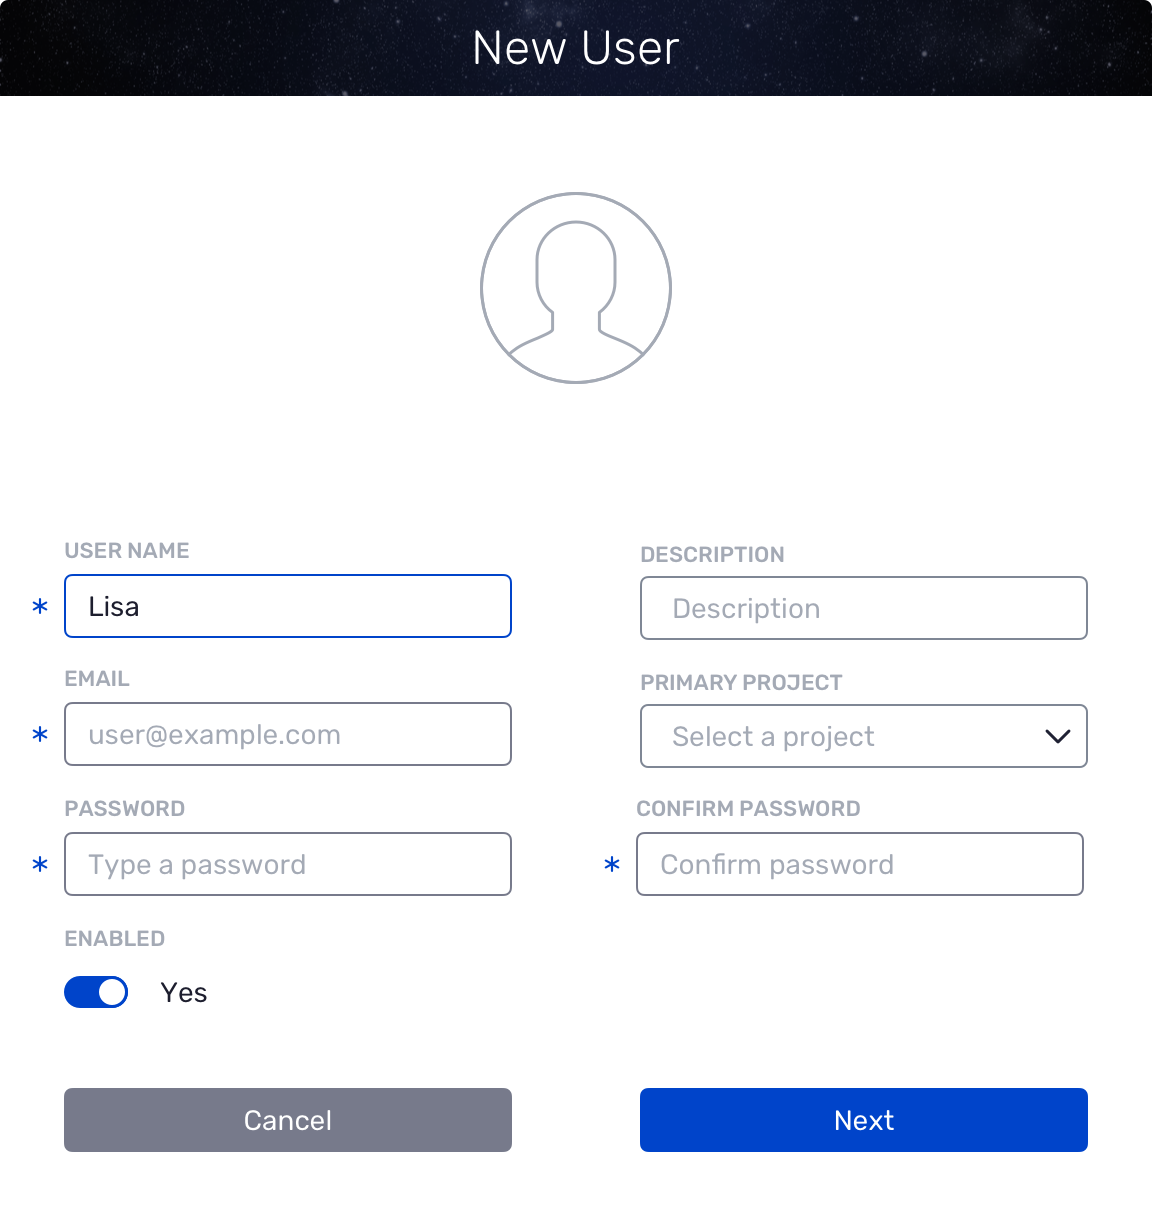 New User
USER NAME
* Lisa
DESCRIPTION
Description
EMAIL
* user@example.com
PRIMARY PROJECT
Select a project
PASSWORD
* Type a password
CONFIRM PASSWORD
* Confirm password
ENABLED
Yes
Cancel
Next